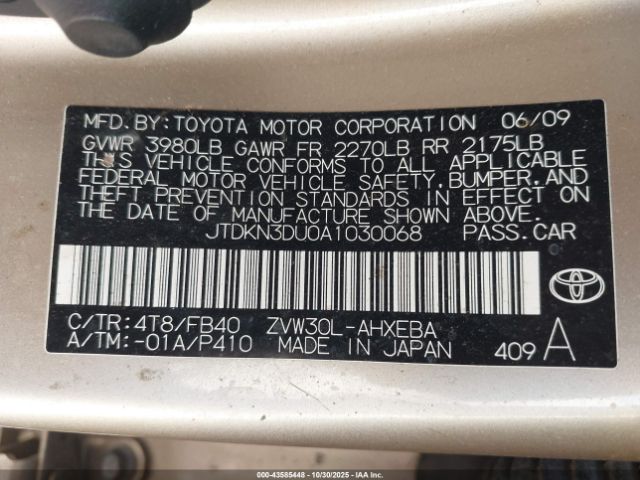 MFD. BY: TOYOTA MOTOR CORPORATION 06/09
GVWR 3980LB GAWR FR 2270LB RR 2175LB
THIS VEHICLE CONFORMS TO ALL APPLICABLE
FEDERAL MOTOR VEHICLE SAFETY, BUMPER, AND
THEFT PREVENTION STANDARDS IN EFFECT ON
THE DATE OF MANUFACTURE SHOWN ABOVE.
JTDKN3DU0A1030068 PASS.CAR
C/TR: 4T8/FB40 ZVW30L-AHXEBA
A/TM: -01A/P410 MADE IN JAPAN 409 A
TOYOTA
000-43585448 | 10/30/2025 | IAA Inc.